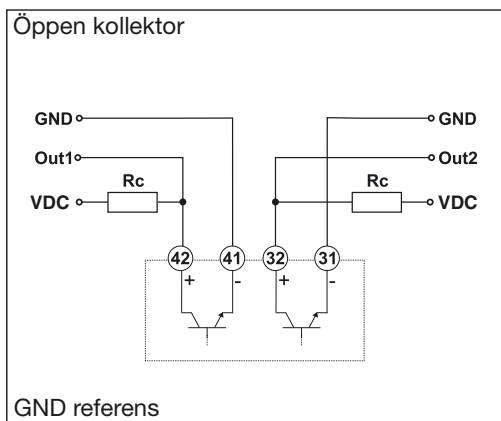 Öppen kollektor
GND GND
Out1 Out2
Rc Rc
VDC VDC
42 41 32 31
+ - + -
GND referens